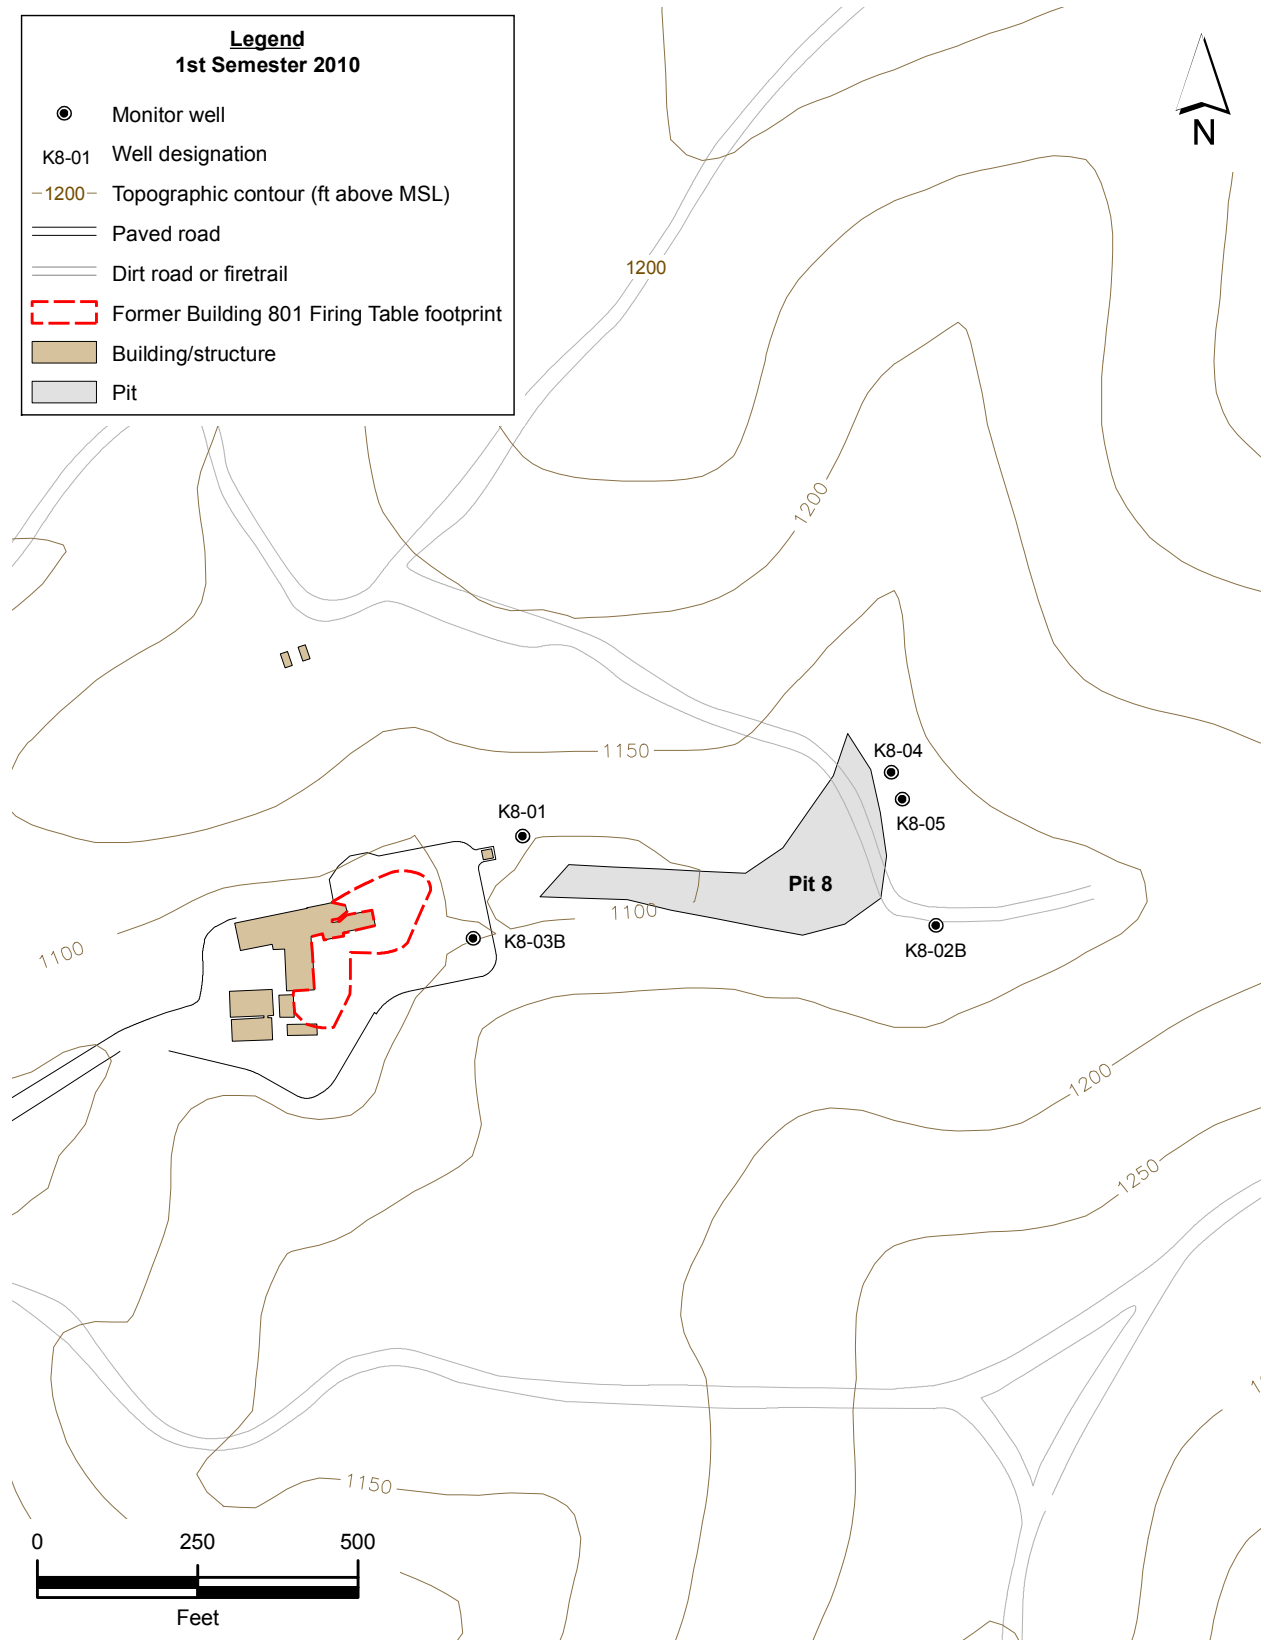 Legend
1st Semester 2010
Monitor well
K8-01 Well designation
1200 Topographic contour (ft above MSL)
Paved road
Dirt road or firetrail
Former Building 801 Firing Table footprint
Building/structure
Pit
N
1200
1200
1150
K8-04
K8-01
K8-05
Pit 8
1100
K8-03B
K8-02B
1100
1200
1250
1150
0 250 500
Feet